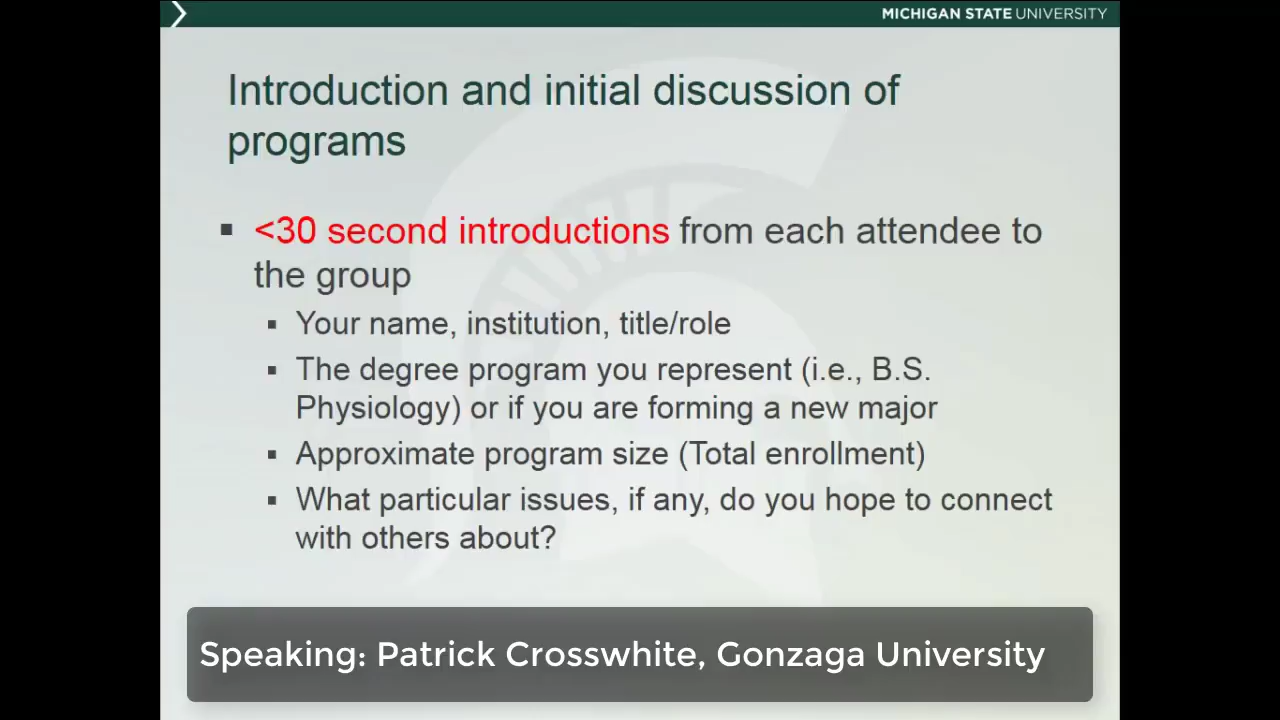 MICHIGAN STATE UNIVERSITY
Introduction and initial discussion of
programs
▪ <30 second introductions from each attendee to
the group
▪ Your name, institution, title/role
▪ The degree program you represent (i.e., B.S.
Physiology) or if you are forming a new major
▪ Approximate program size (Total enrollment)
▪ What particular issues, if any, do you hope to connect
with others about?
Speaking: Patrick Crosswhite, Gonzaga University